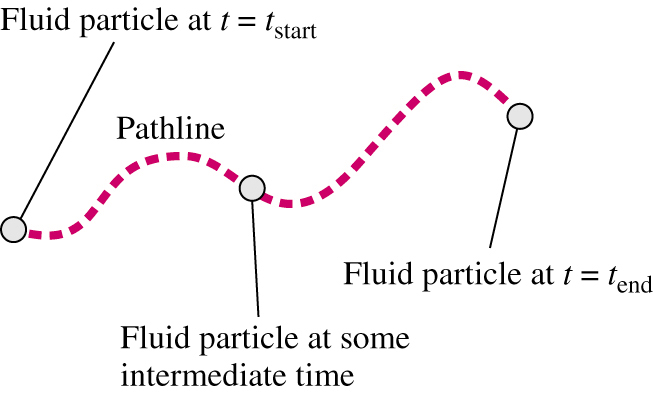 Fluid particle at t = tstart
Pathline
Fluid particle at t = tend
Fluid particle at some
intermediate time